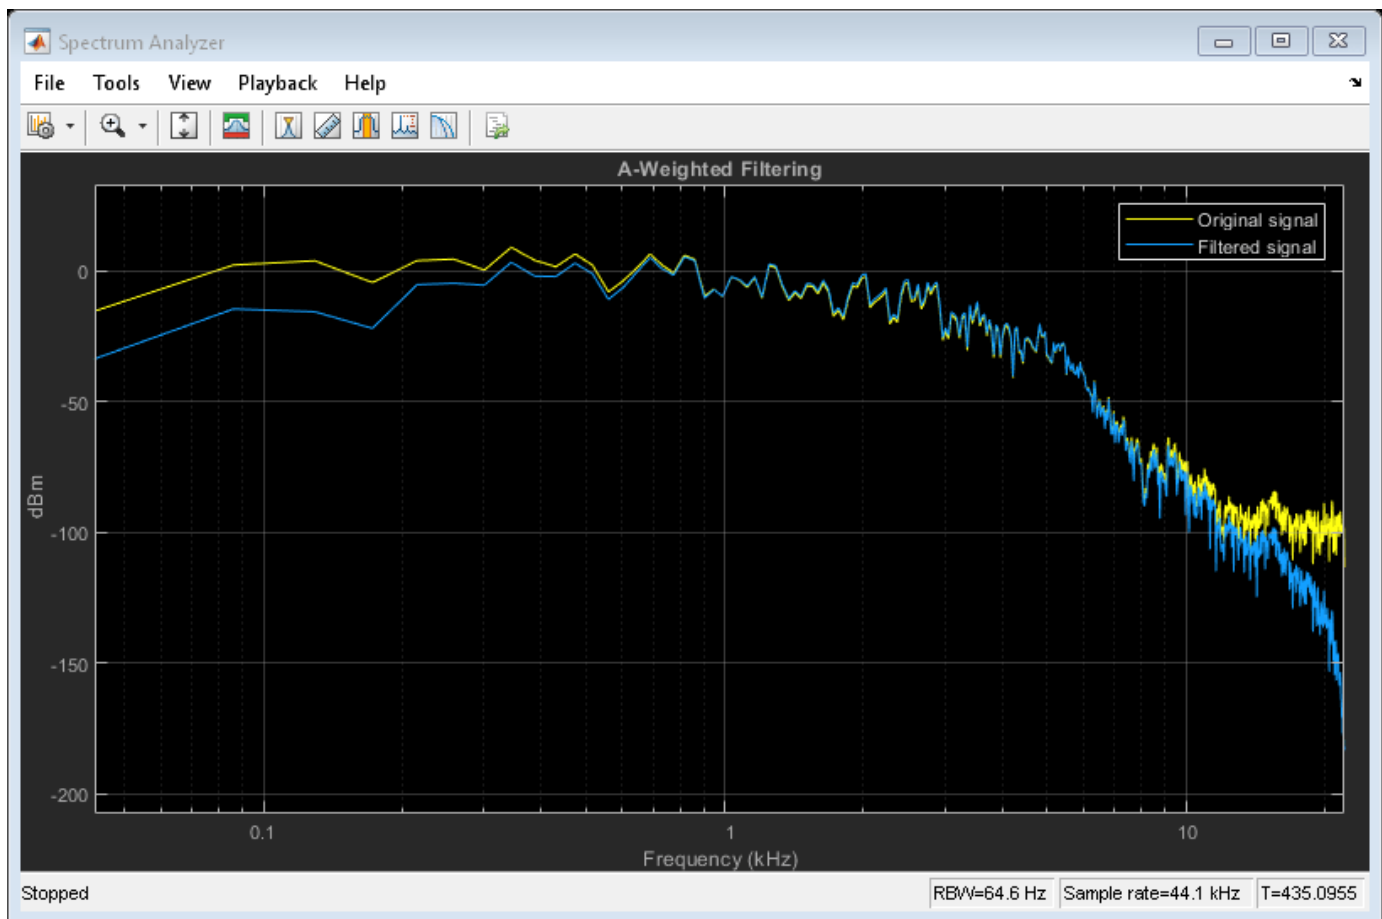 Spectrum Analyzer
File Tools View Playback Help
A-Weighted Filtering
Original signal
Filtered signal
0
-50
-100
-150
-200
dBm
0.1 1 10
Frequency (kHz)
Stopped RBW=64.6 Hz Sample rate=44.1 kHz T=435.0955